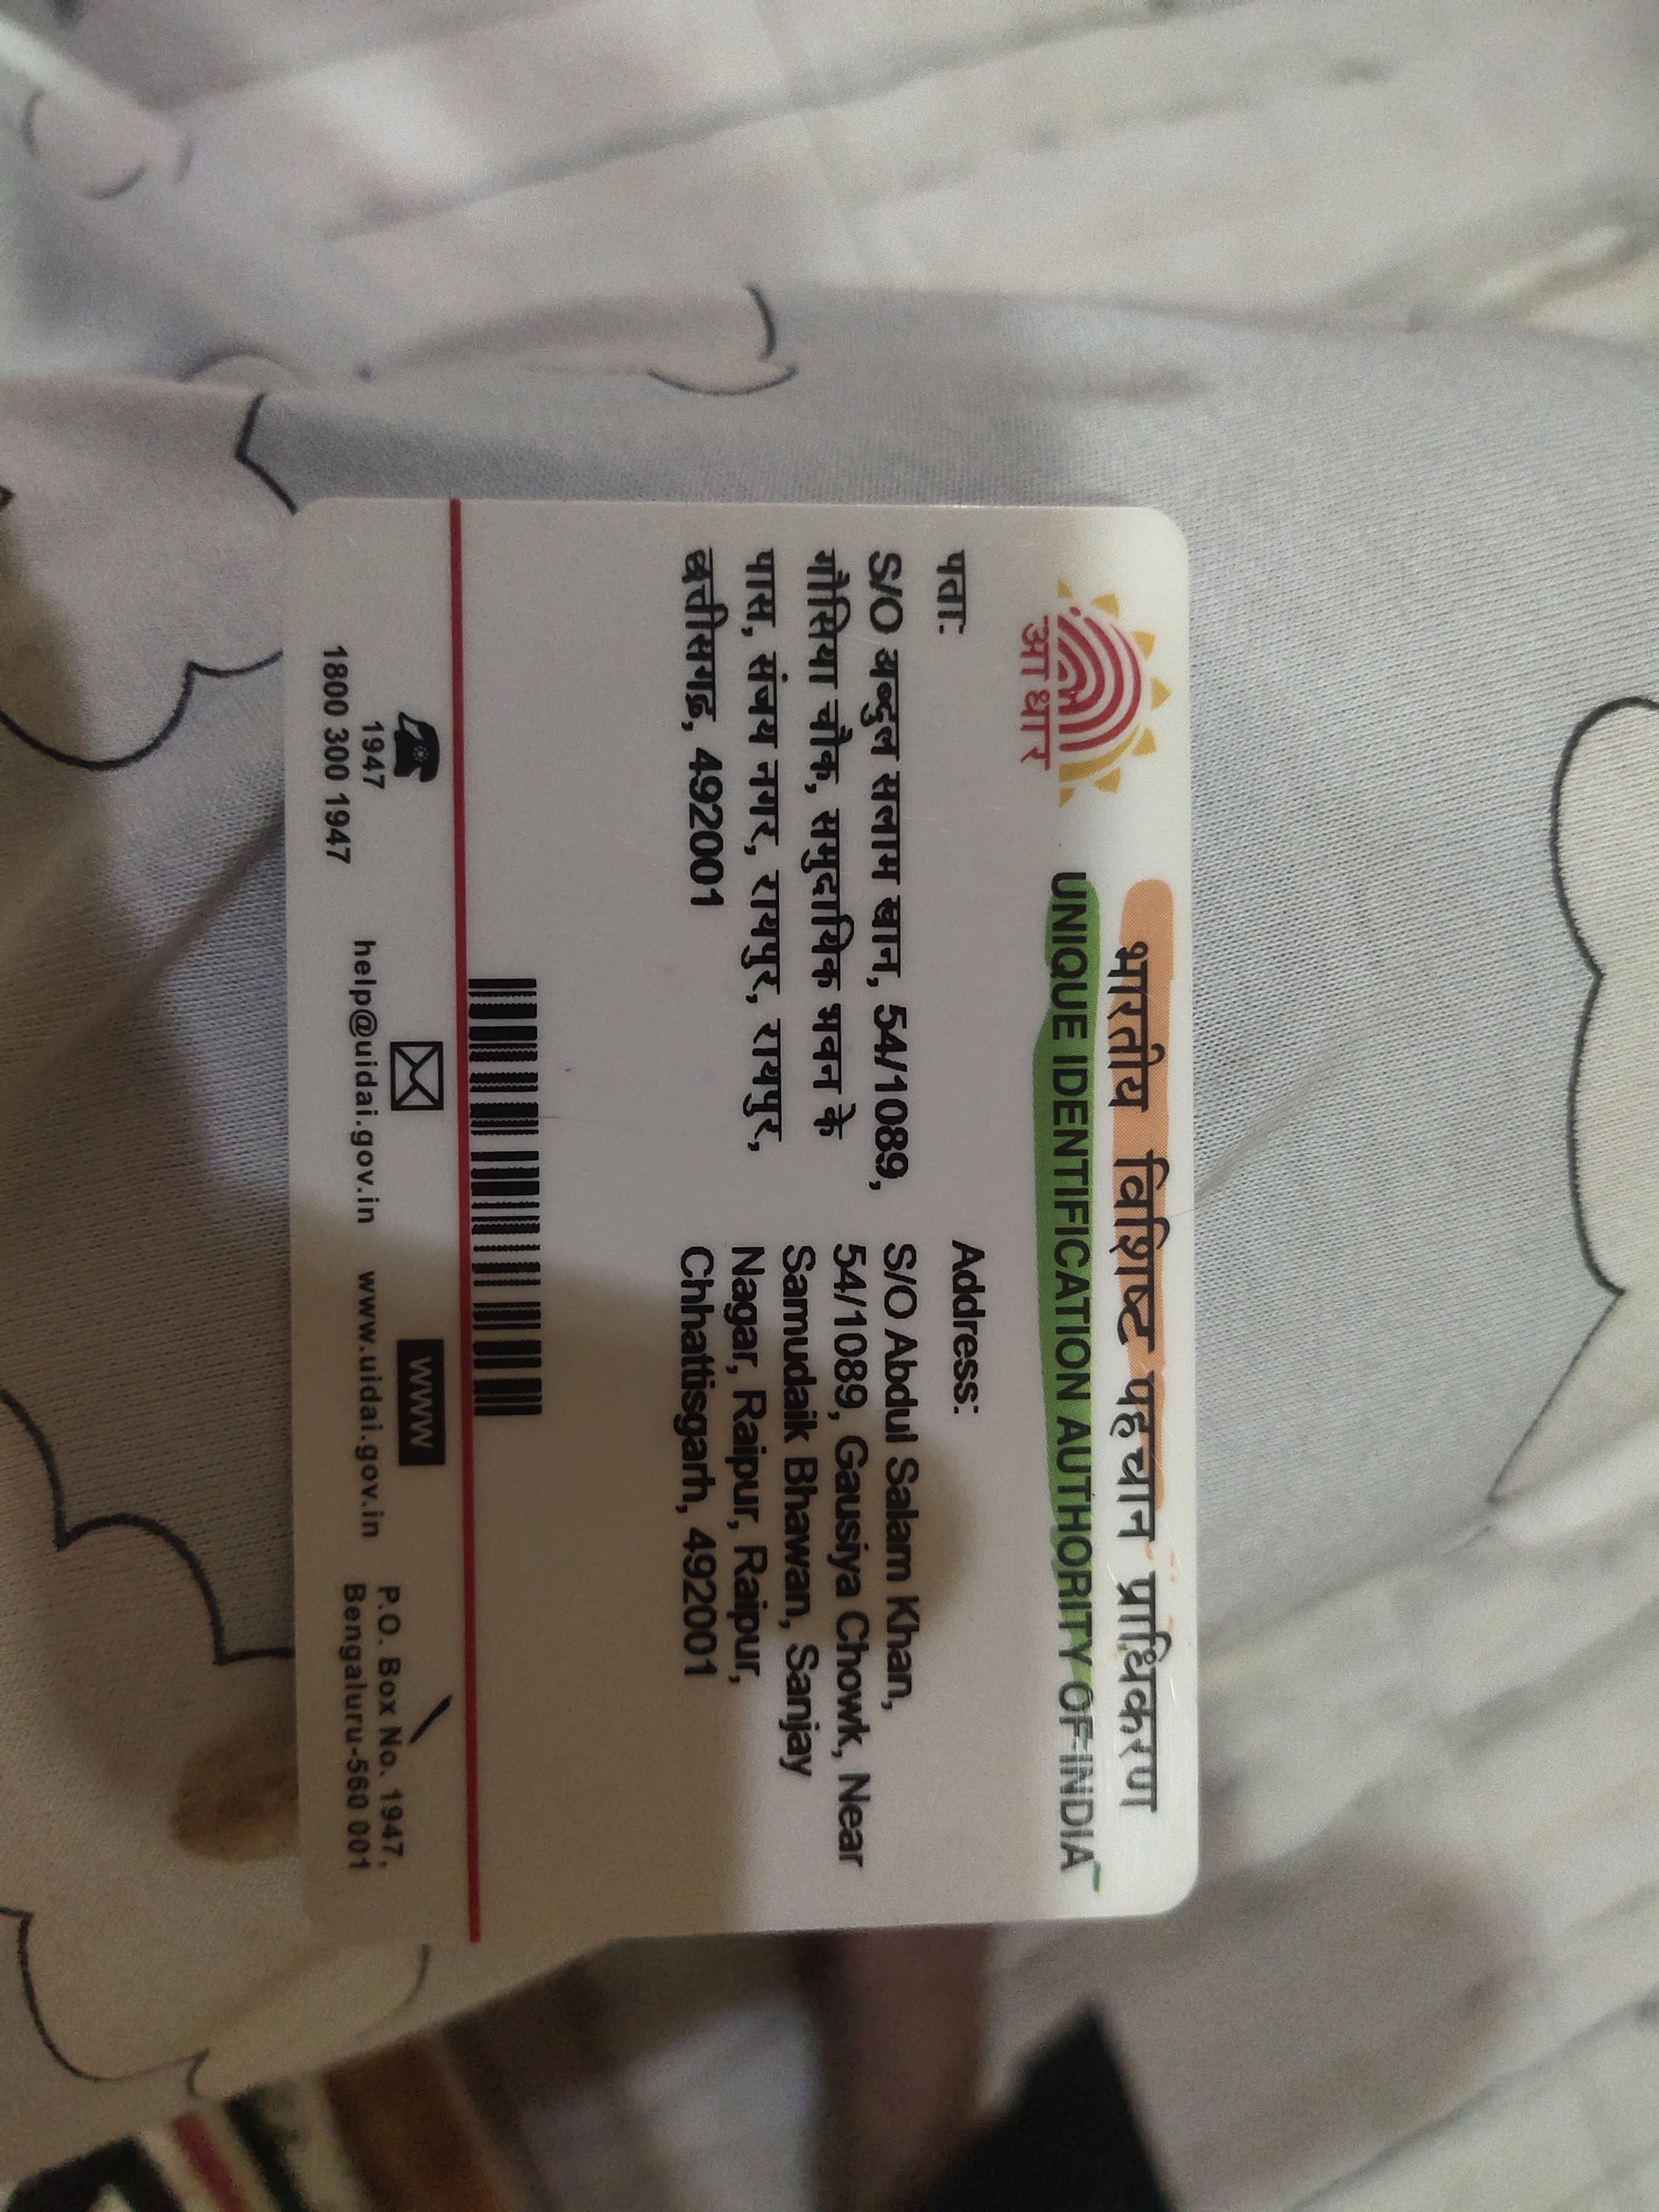 भारतीय विशिष्ट पहचान प्राधिकरण
UNIQUE IDENTIFICATION AUTHORITY OF INDIA
आधार
पता:
S/O अब्दुल सलाम खान, 54/1089,
गौसिया चौक, समुदायिक भवन के
पास, संजय नगर, रायपुर, रायपुर,
छत्तीसगढ़, 492001
Address:
S/O Abdul Salam Khan,
54/1089, Gausiya Chowk, Near
Samudaik Bhawan, Sanjay
Nagar, Raipur, Raipur,
Chhattisgarh, 492001
1947
1800 300 1947
help@uidai.gov.in
WWW
www.uidai.gov.in
P.O. Box No. 1947,
Bengaluru-560 001